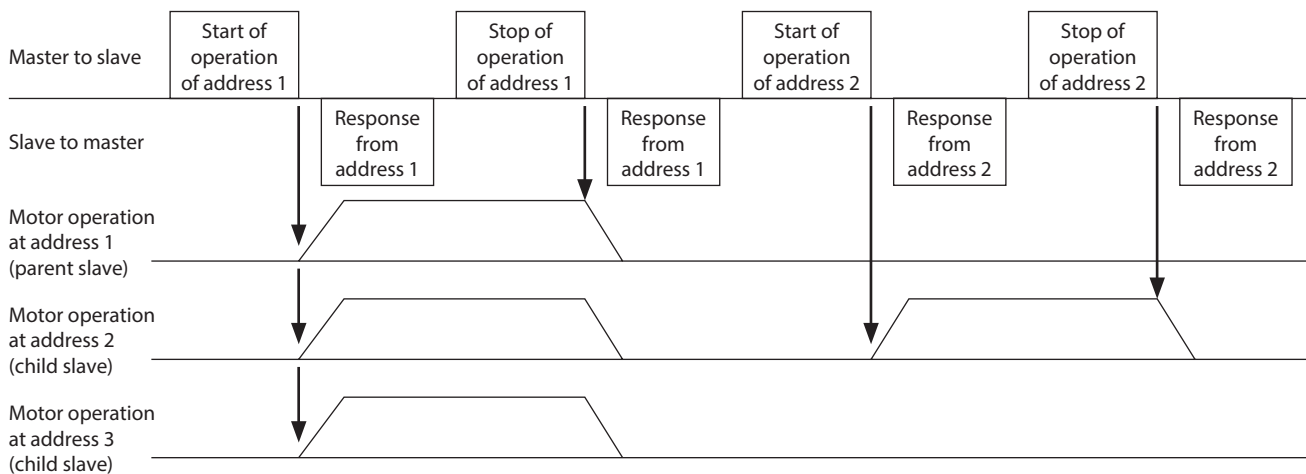 Master to slave
Start of
operation
of address 1
Stop of
operation
of address 1
Start of
operation
of address 2
Stop of
operation
of address 2
Slave to master
Response
from
address 1
Response
from
address 1
Response
from
address 2
Response
from
address 2
Motor operation
at address 1
(parent slave)
Motor operation
at address 2
(child slave)
Motor operation
at address 3
(child slave)